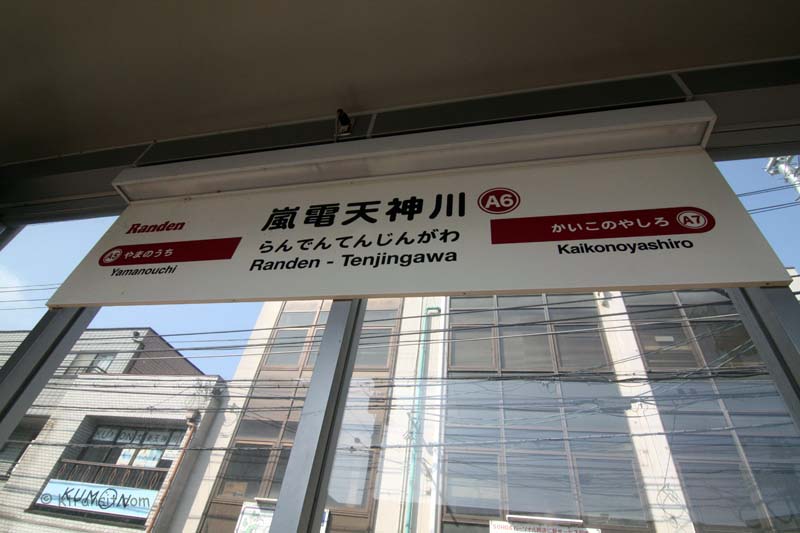 Randen
嵐電天神川 A6
らんでんてんじんがわ
Randen - Tenjingawa
A5 やまのうち
Yamanouchi
かいこのやしろ A7
Kaikonoyashiro
KUMON